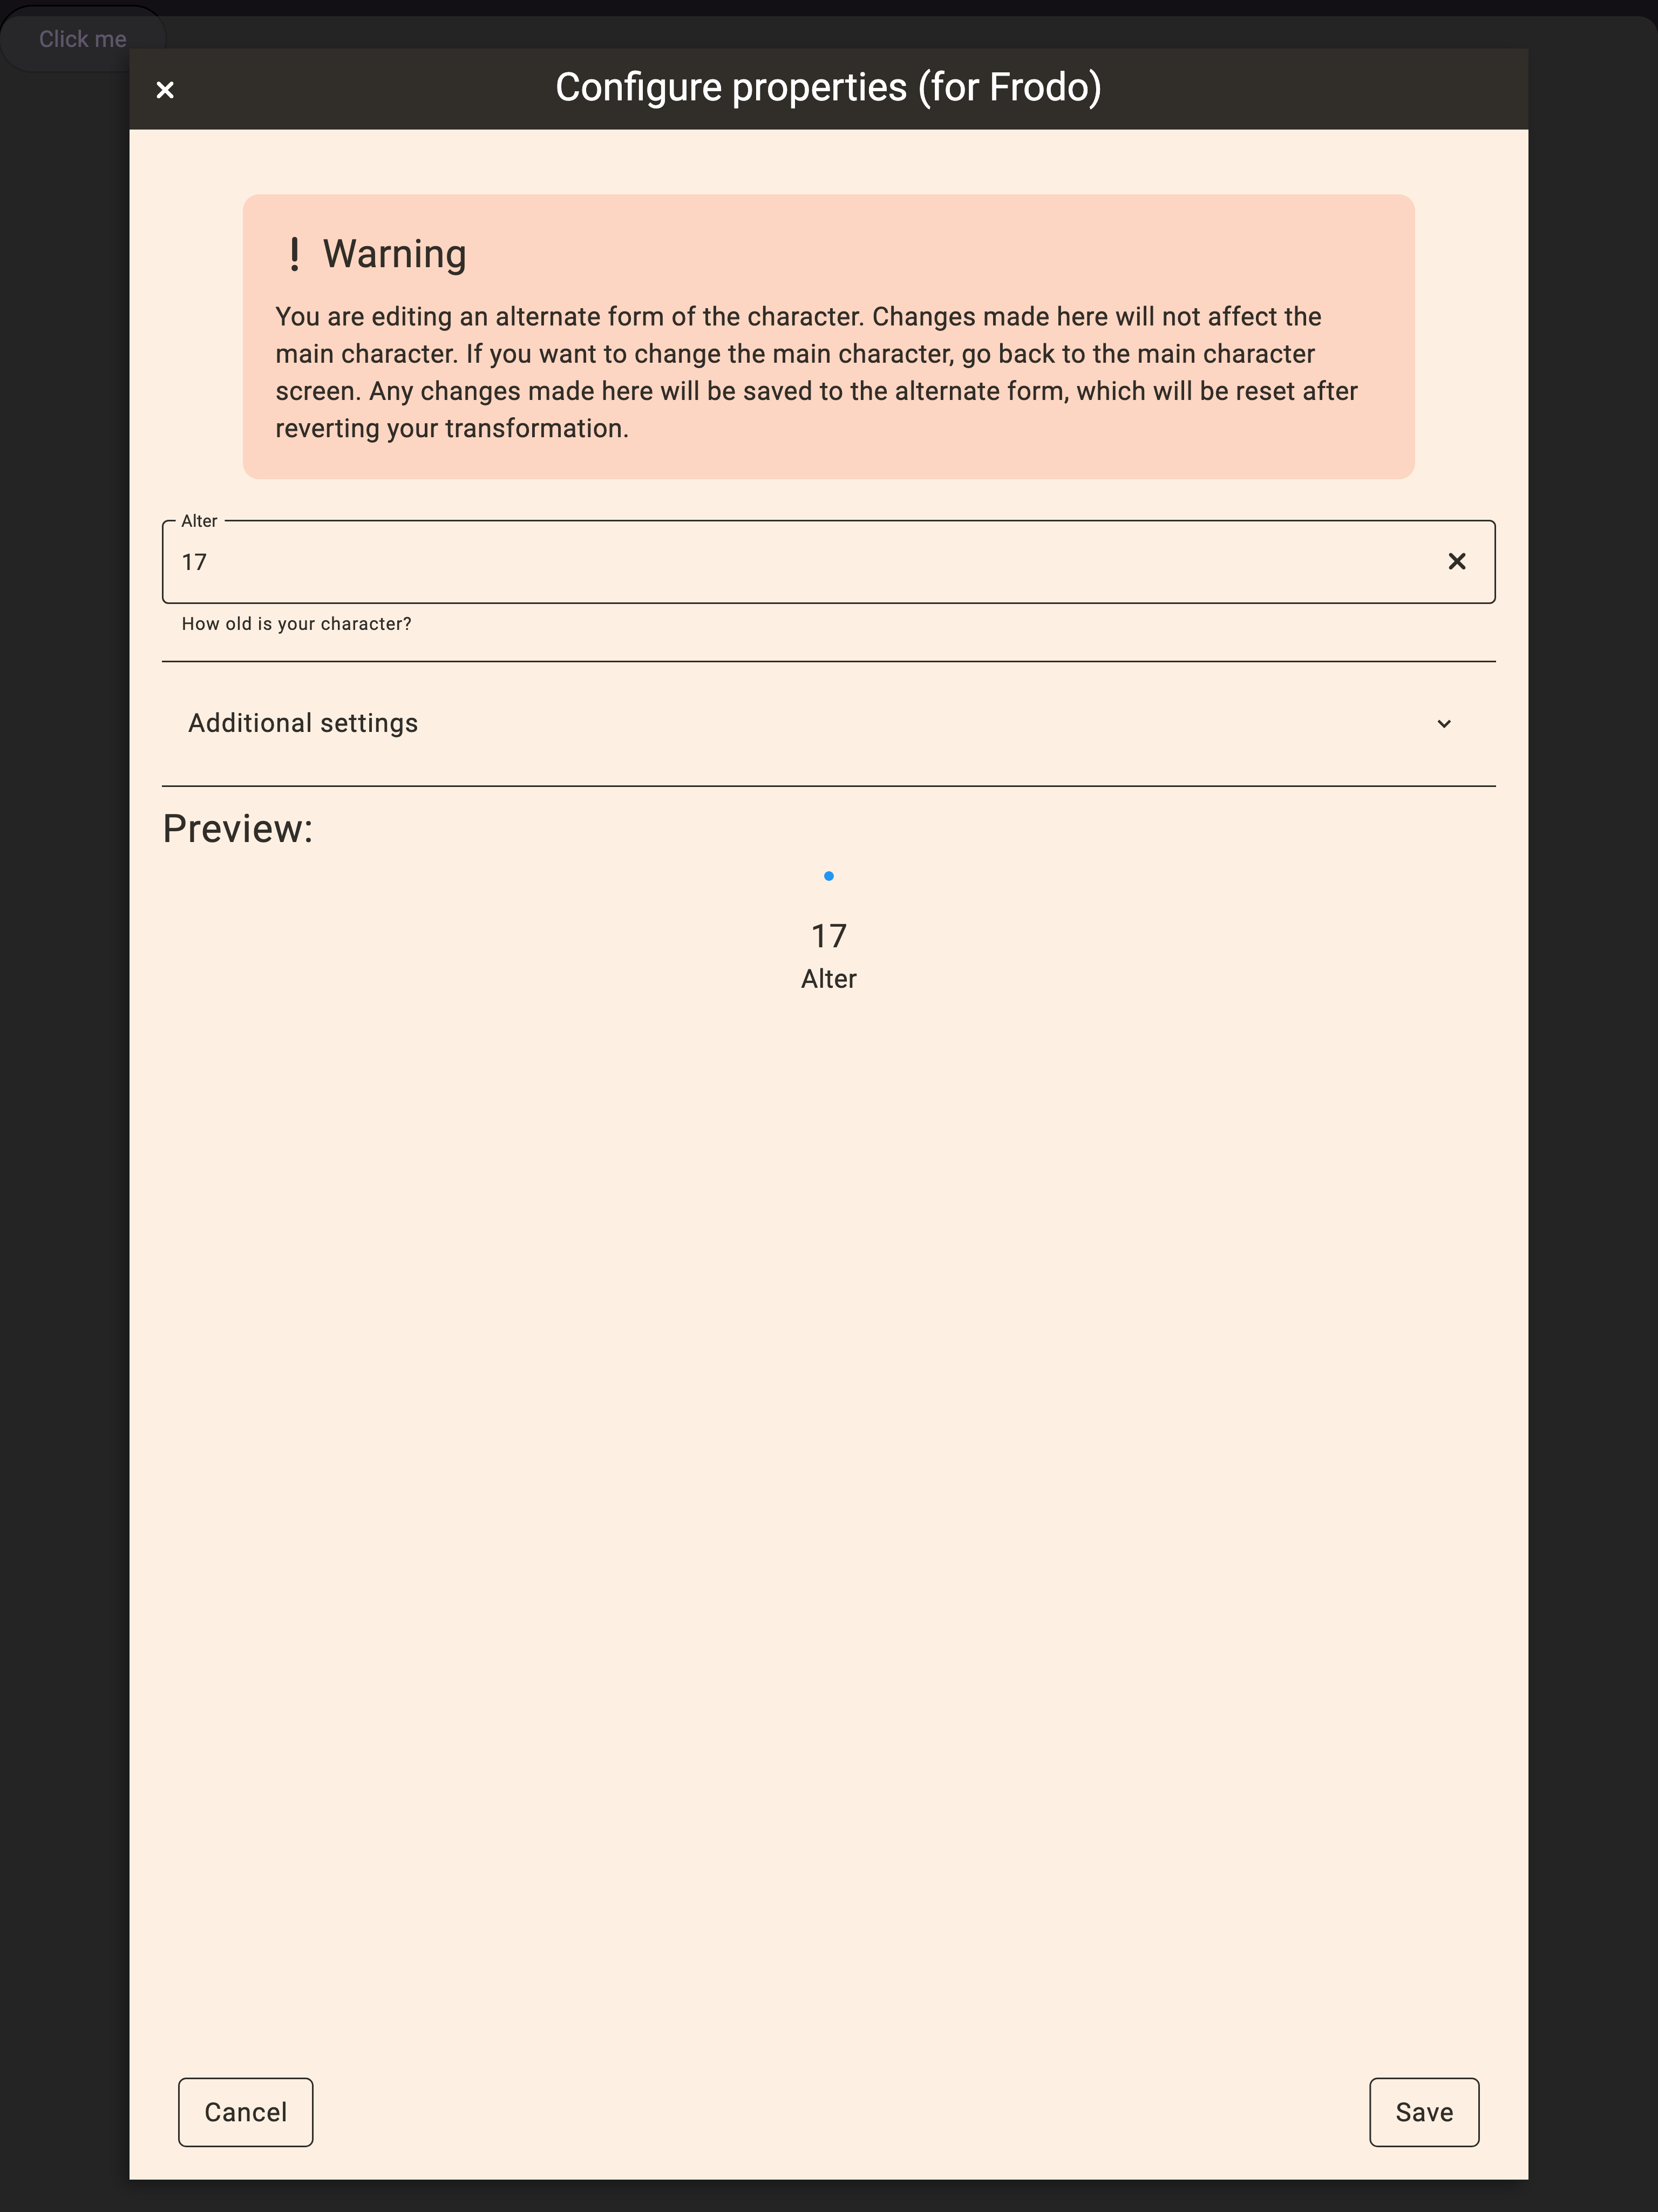 Click me
Configure properties (for Frodo)
Warning
You are editing an alternate form of the character. Changes made here will not affect the
main character. If you want to change the main character, go back to the main character
screen. Any changes made here will be saved to the alternate form, which will be reset after
reverting your transformation.
Alter
17
How old is your character?
Additional settings
Preview:
17
Alter
Cancel
Save